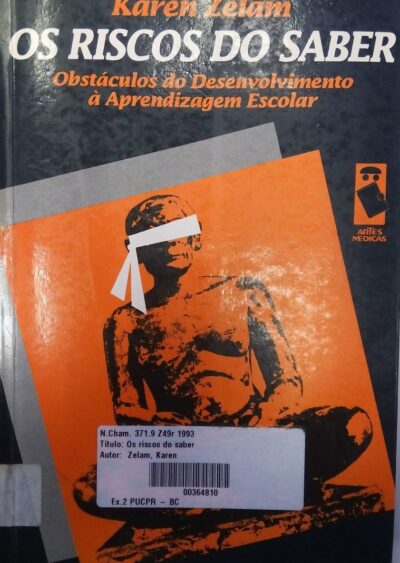 Karen Zelam
OS RISCOS DO SABER
Obstáculos do Desenvolvimento
à Aprendizagem Escolar
ARTES
MEDICAS
N.Cham. 371.9 Z49r 1993
Título: Os riscos do saber
Autor: Zelam, Karen
00364810
Ex.2 PUCPR – BC